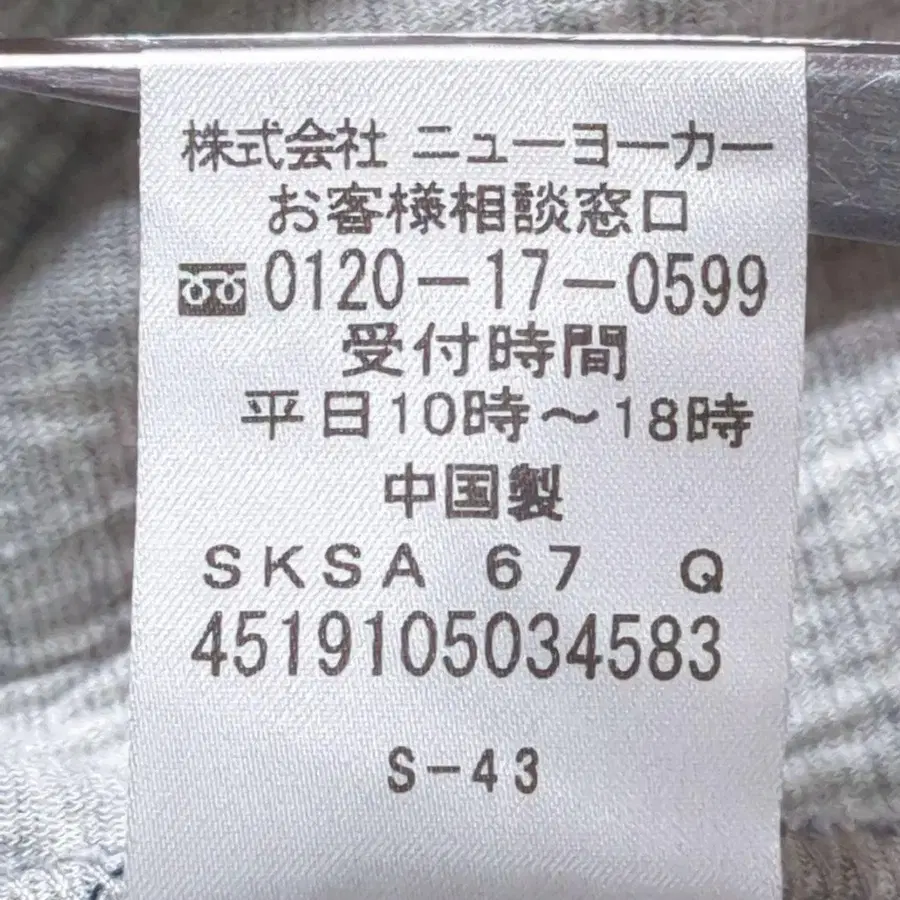 株式会社 ニューヨーカー
お客様相談窓口
0120-17-0599
受付時間
平日10時～18時
中国製
SKSA 67 Q
4519105034583
S-43